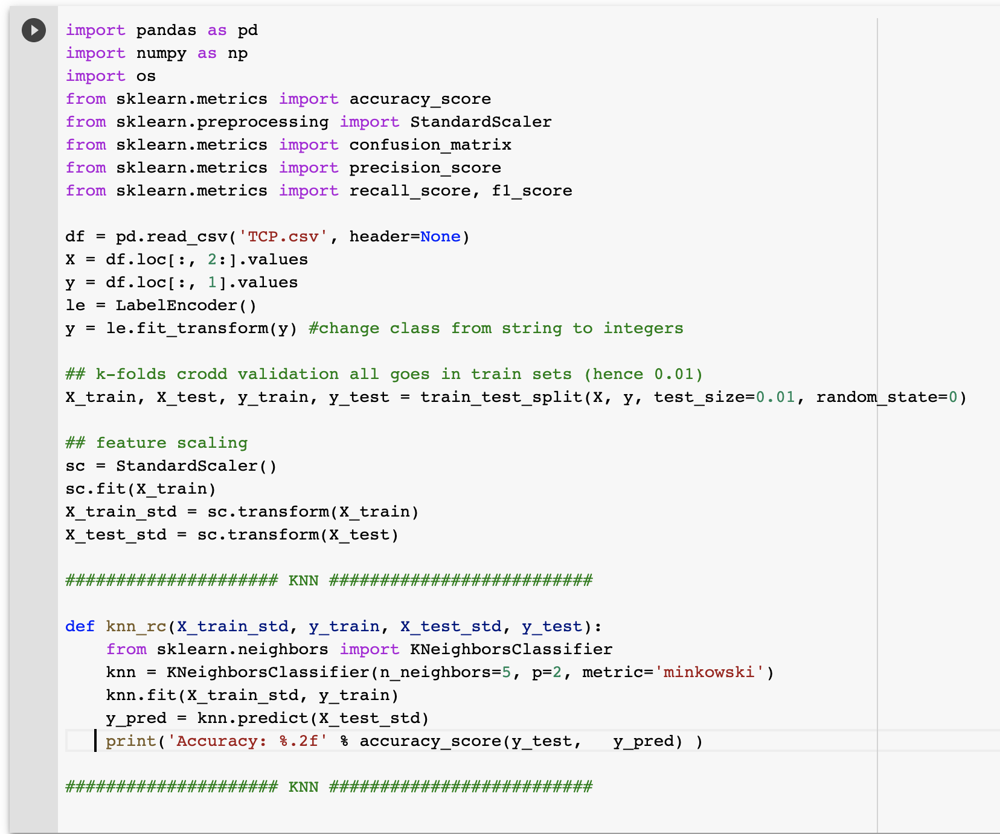 import pandas as pd
import numpy as np
import os
from sklearn.metrics import accuracy_score
from sklearn.preprocessing import StandardScaler
from sklearn.metrics import confusion_matrix
from sklearn.metrics import precision_score
from sklearn.metrics import recall_score, f1_score

df = pd.read_csv('TCP.csv', header=None)
X = df.loc[:, 2:].values
y = df.loc[:, 1].values
le = LabelEncoder()
y = le.fit_transform(y) #change class from string to integers

## k-folds crodd validation all goes in train sets (hence 0.01)
X_train, X_test, y_train, y_test = train_test_split(X, y, test_size=0.01, random_state=0)

## feature scaling
sc = StandardScaler()
sc.fit(X_train)
X_train_std = sc.transform(X_train)
X_test_std = sc.transform(X_test)

##################### KNN ##########################

def knn_rc(X_train_std, y_train, X_test_std, y_test):
    from sklearn.neighbors import KNeighborsClassifier
    knn = KNeighborsClassifier(n_neighbors=5, p=2, metric='minkowski')
    knn.fit(X_train_std, y_train)
    y_pred = knn.predict(X_test_std)
    print('Accuracy: %.2f' % accuracy_score(y_test,   y_pred) )

##################### KNN ##########################